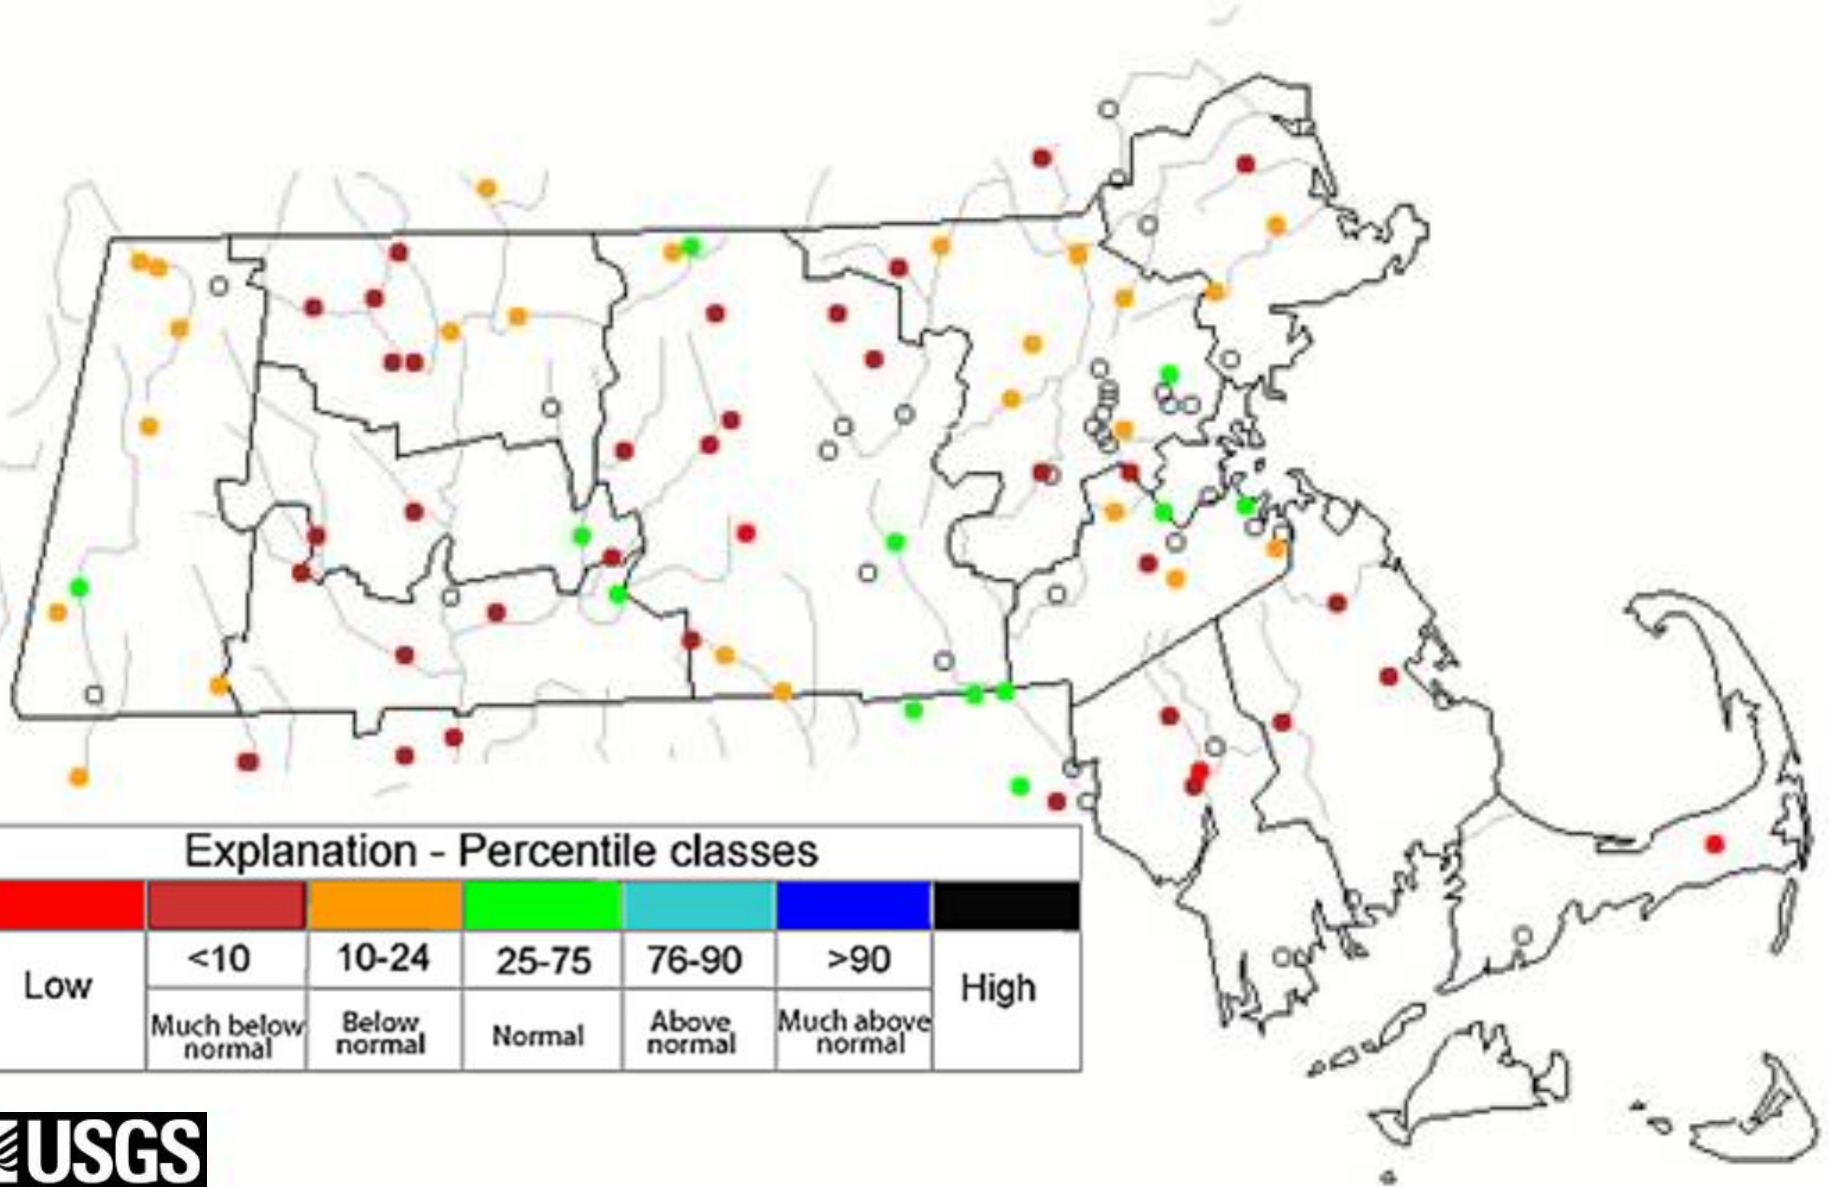 Explanation - Percentile classes
Low
<10
10-24
25-75
76-90
>90
High
Much below
normal
Below
normal
Normal
Above
normal
Much above
normal
USGS